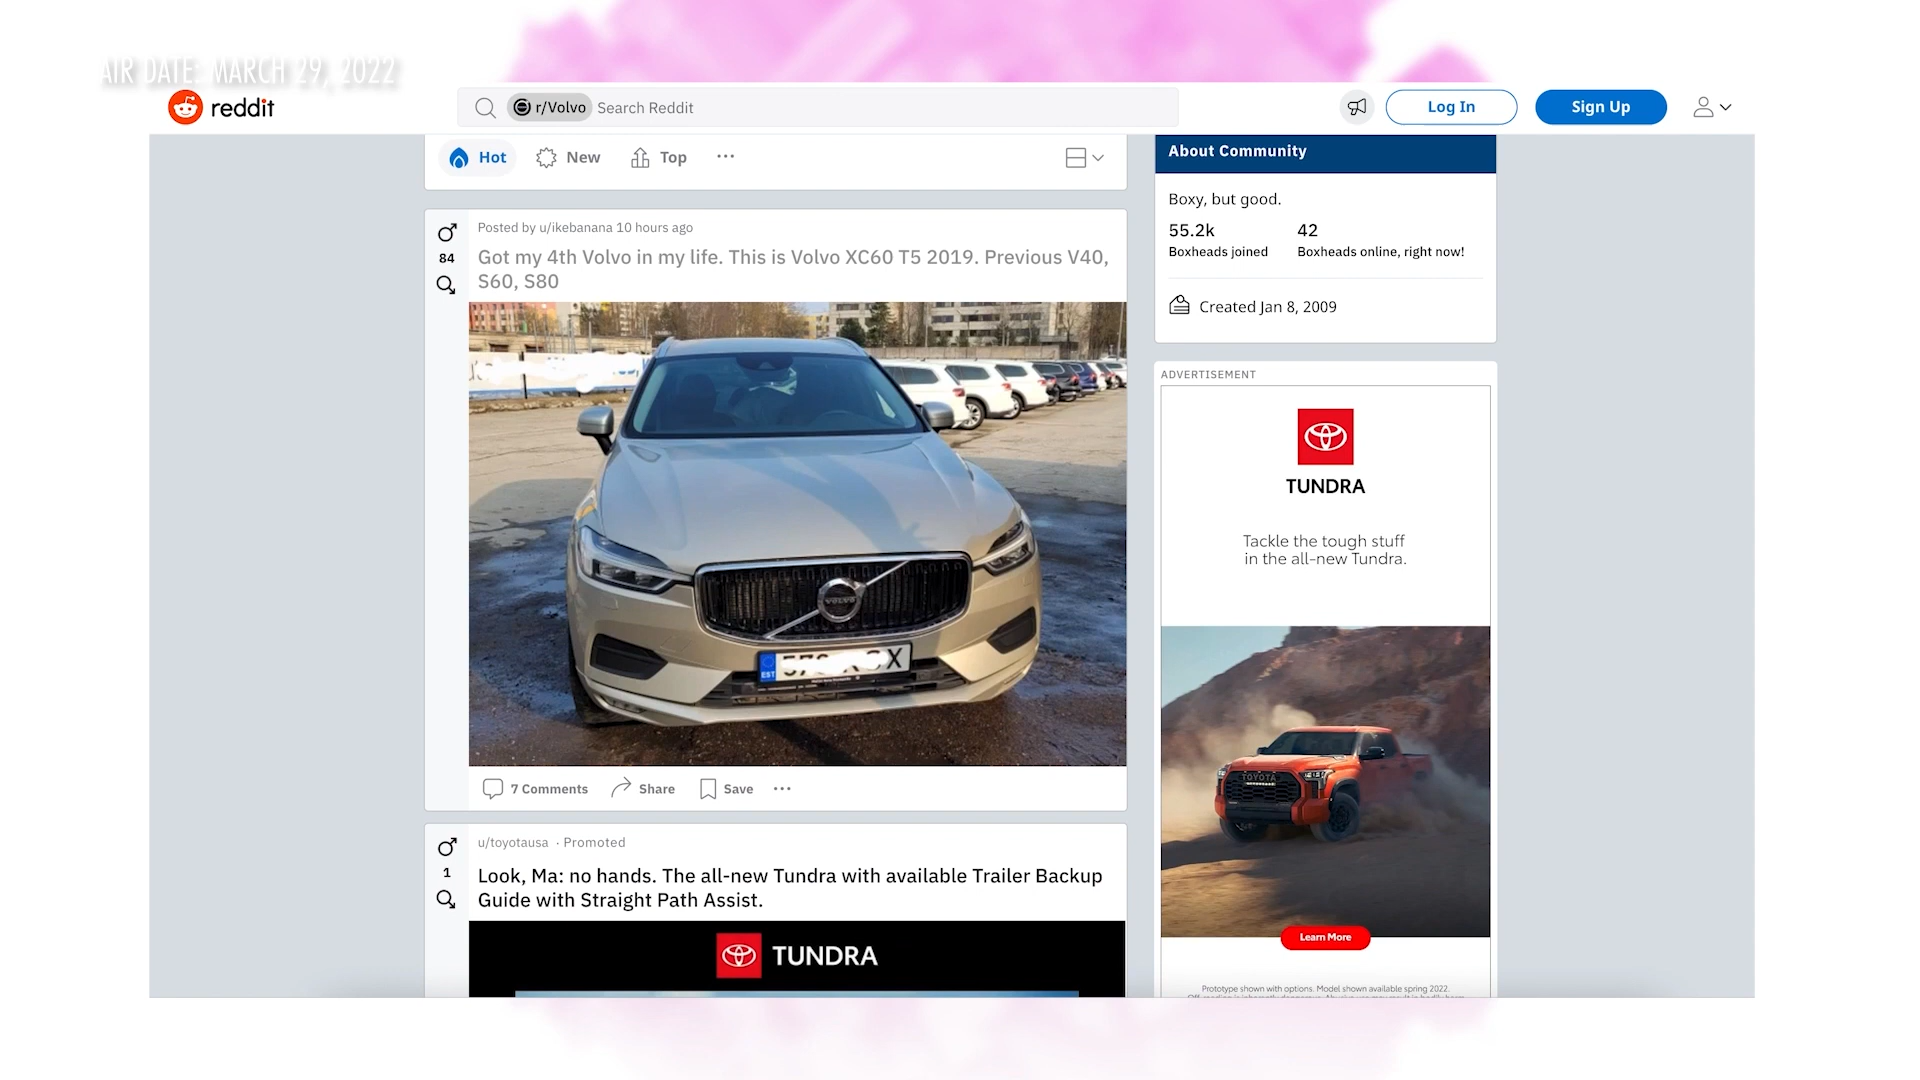 AIR DATE: MARCH 29, 2022
reddit
r/Volvo Search Reddit
Log In
Sign Up
Hot
New
Top
About Community
Boxy, but good.
55.2k
42
Boxheads joined
Boxheads online, right now!
Created Jan 8, 2009
84
Posted by u/ikebanana 10 hours ago
Got my 4th Volvo in my life. This is Volvo XC60 T5 2019. Previous V40,
S60, S80
VOLVO
EST
X
7 Comments
Share
Save
ADVERTISEMENT
TUNDRA
Tackle the tough stuff
in the all-new Tundra.
TOYOTA
Learn More
Prototype shown with options. Model shown available spring 2022.
1
u/toyotausa · Promoted
Look, Ma: no hands. The all-new Tundra with available Trailer Backup
Guide with Straight Path Assist.
TUNDRA